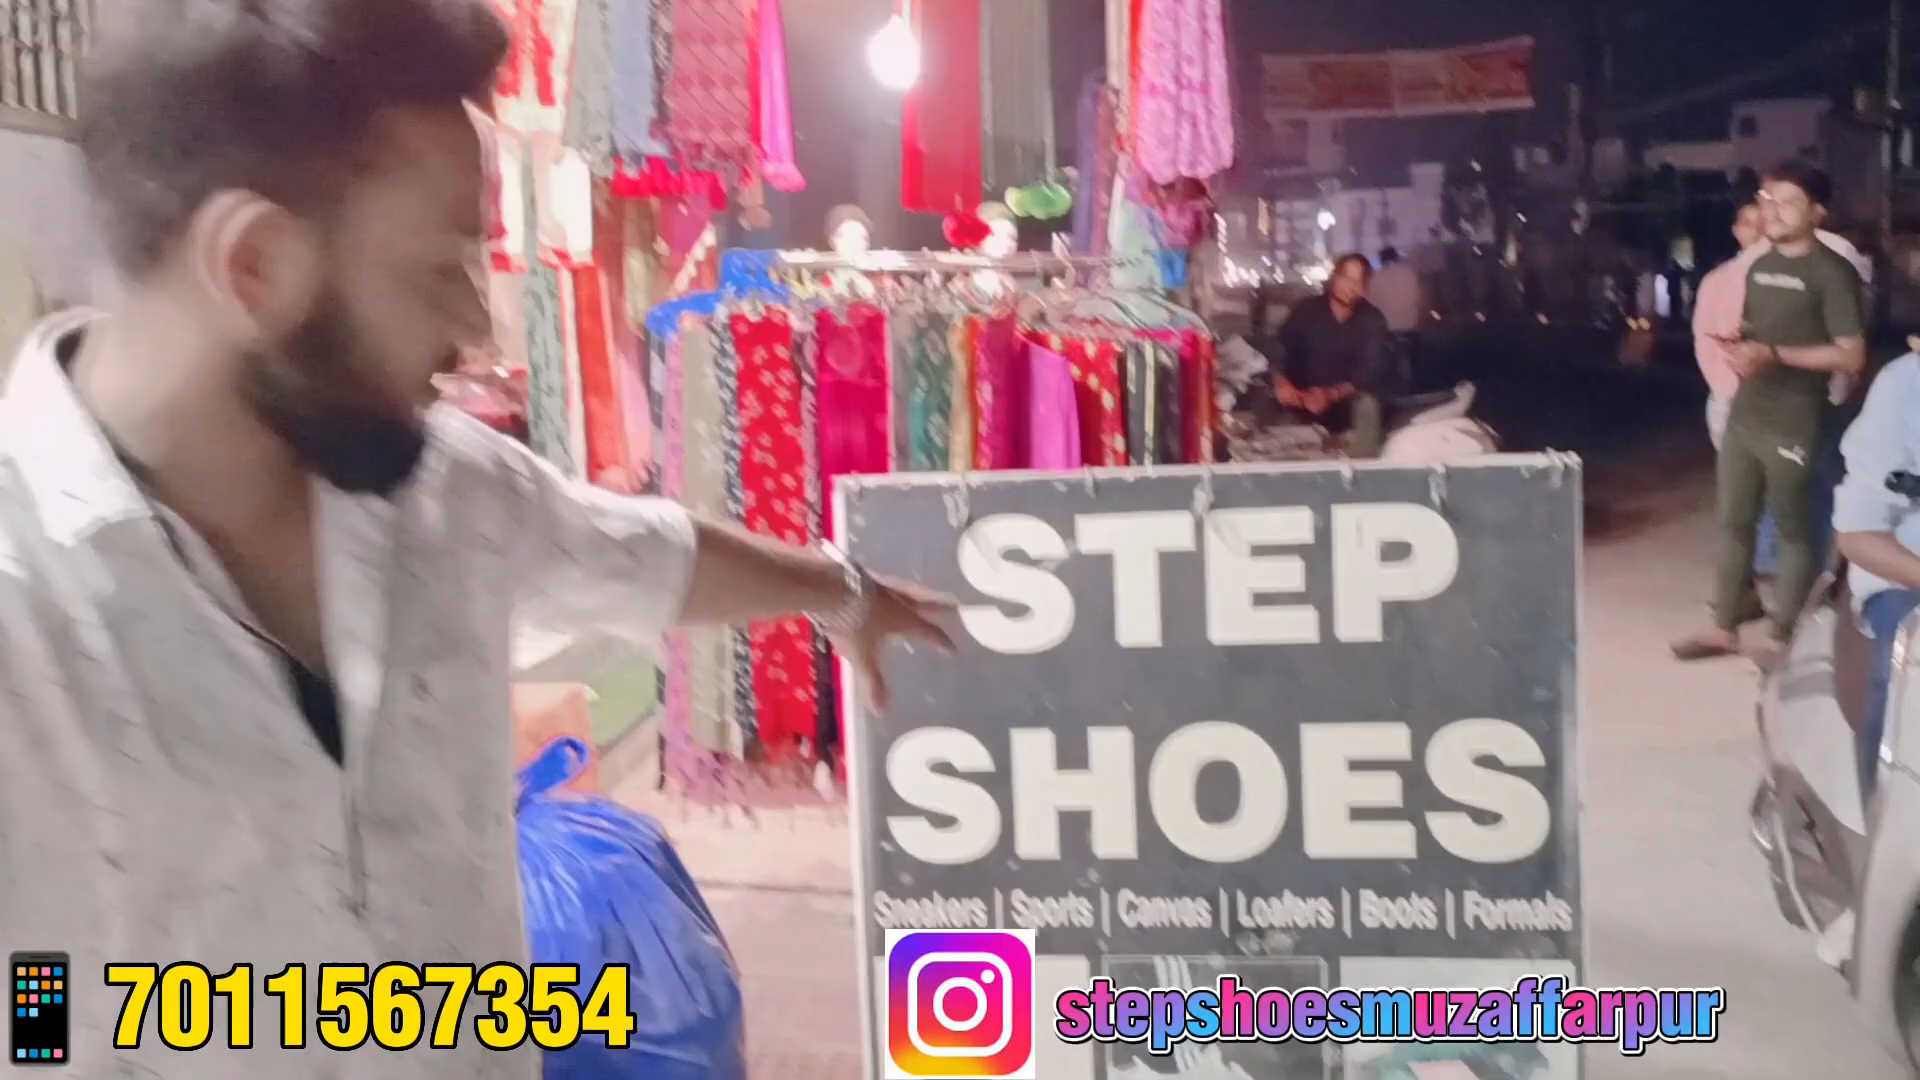 STEP
SHOES
Sneakers | Sports | Canvas | Loafers | Boots | Formals
7011567354
stepshoesmuzaffarpur